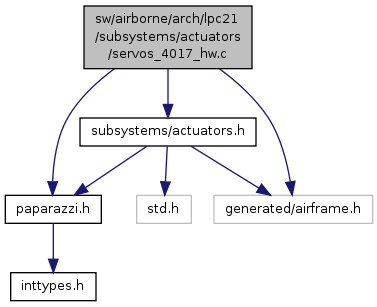 sw/airborne/arch/lpc21
/subsystems/actuators
/servos_4017_hw.c
subsystems/actuators.h
paparazzi.h
std.h
generated/airframe.h
inttypes.h